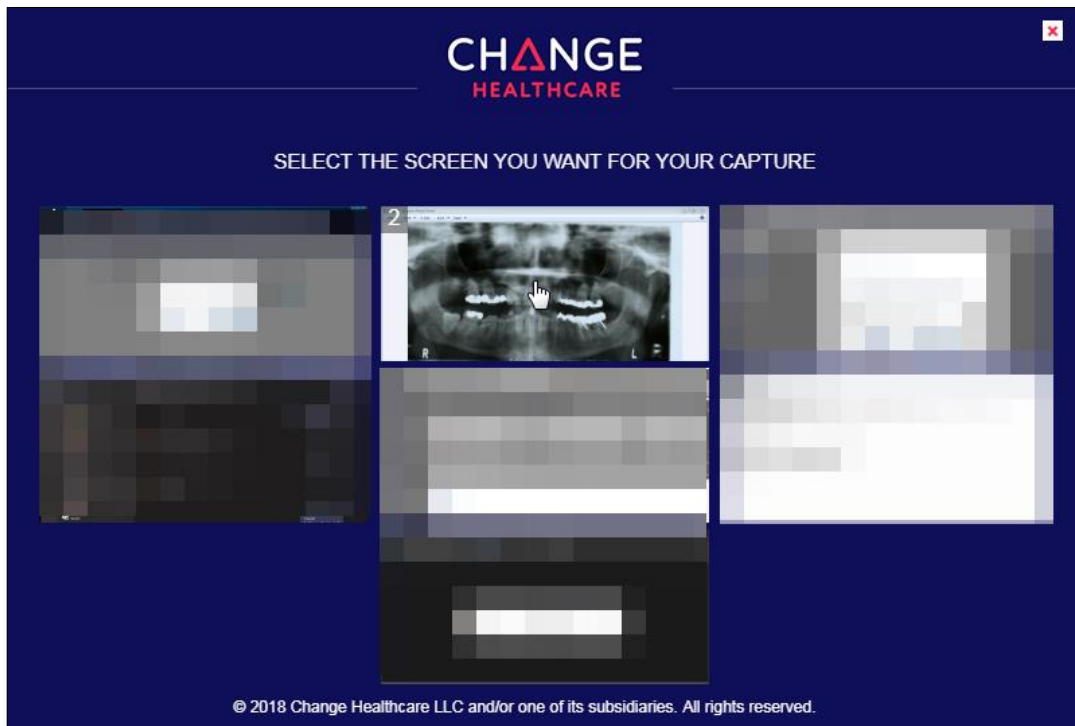 CHANGE
HEALTHCARE
SELECT THE SCREEN YOU WANT FOR YOUR CAPTURE
2
R
L
© 2018 Change Healthcare LLC and/or one of its subsidiaries. All rights reserved.